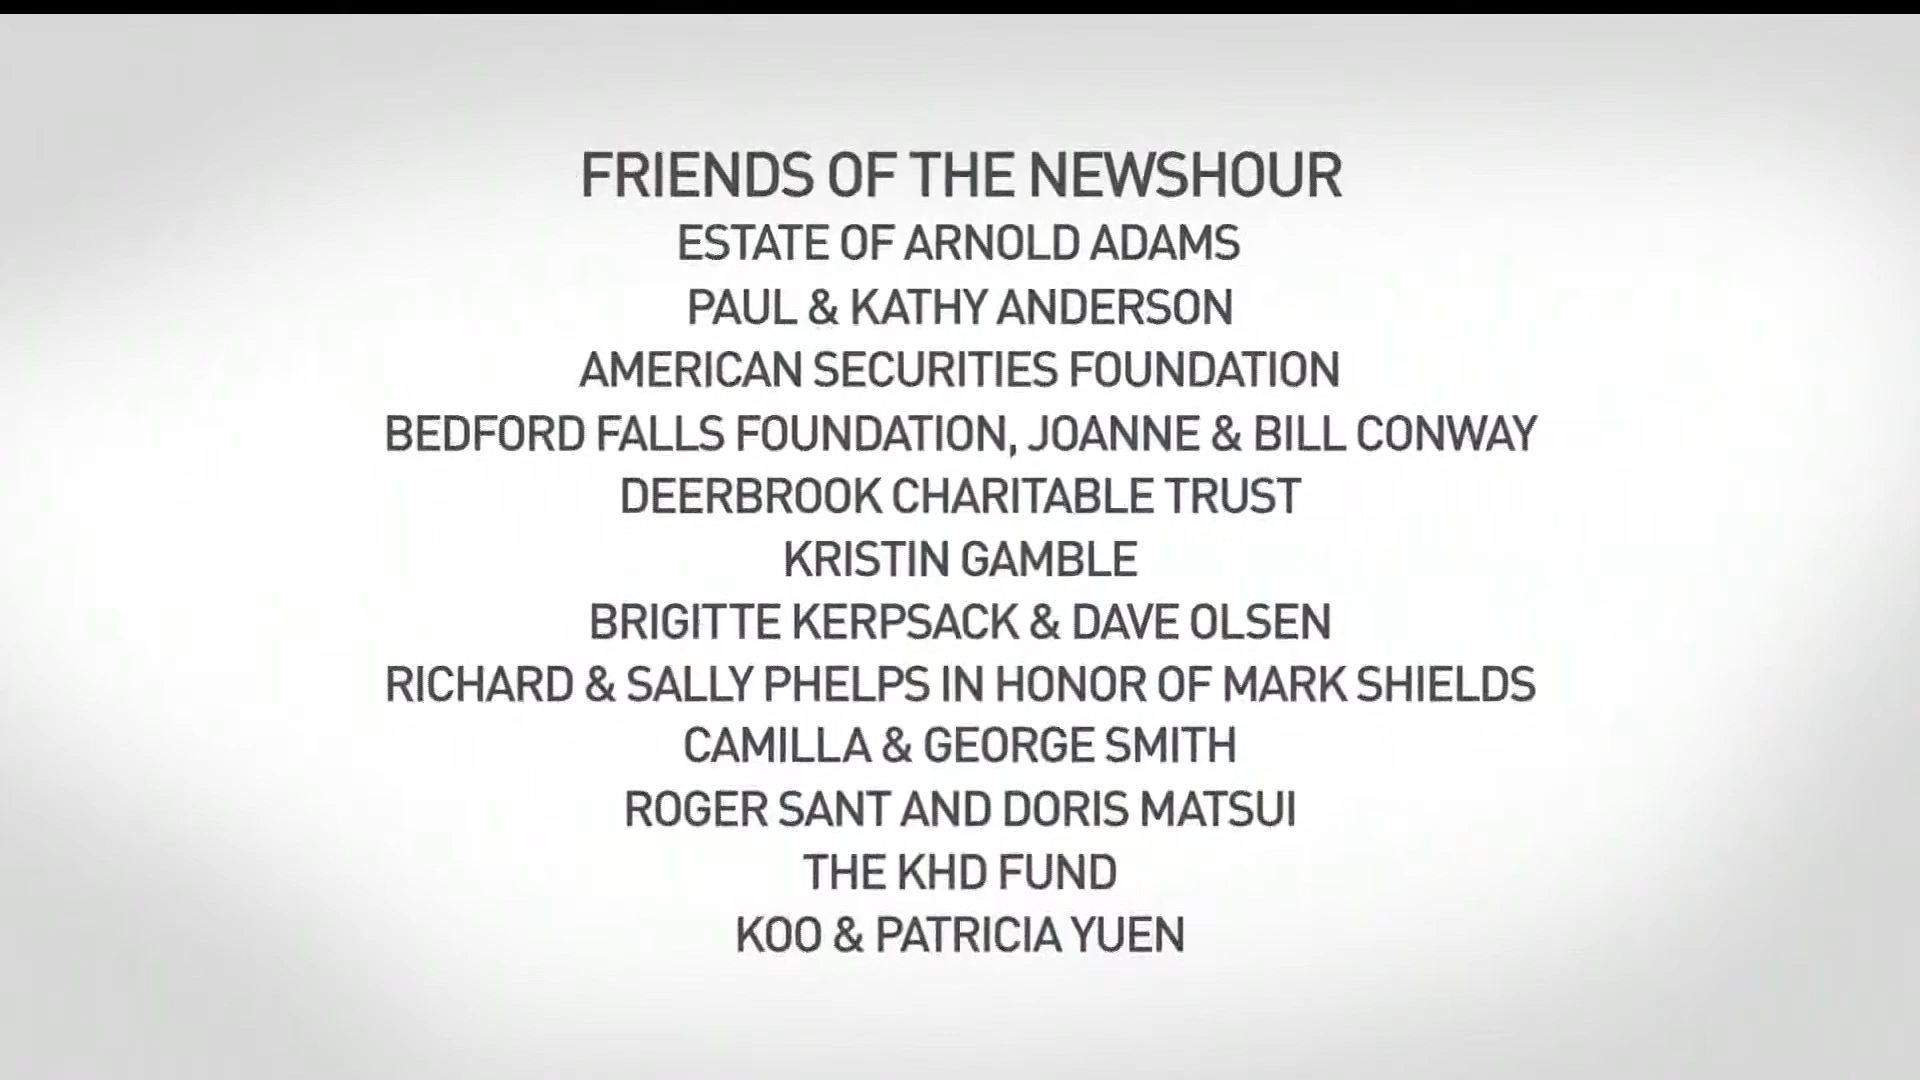 FRIENDS OF THE NEWSHOUR
ESTATE OF ARNOLD ADAMS
PAUL & KATHY ANDERSON
AMERICAN SECURITIES FOUNDATION
BEDFORD FALLS FOUNDATION, JOANNE & BILL CONWAY
DEERBROOK CHARITABLE TRUST
KRISTIN GAMBLE
BRIGITTE KERPSACK & DAVE OLSEN
RICHARD & SALLY PHELPS IN HONOR OF MARK SHIELDS
CAMILLA & GEORGE SMITH
ROGER SANT AND DORIS MATSUI
THE KHD FUND
KOO & PATRICIA YUEN